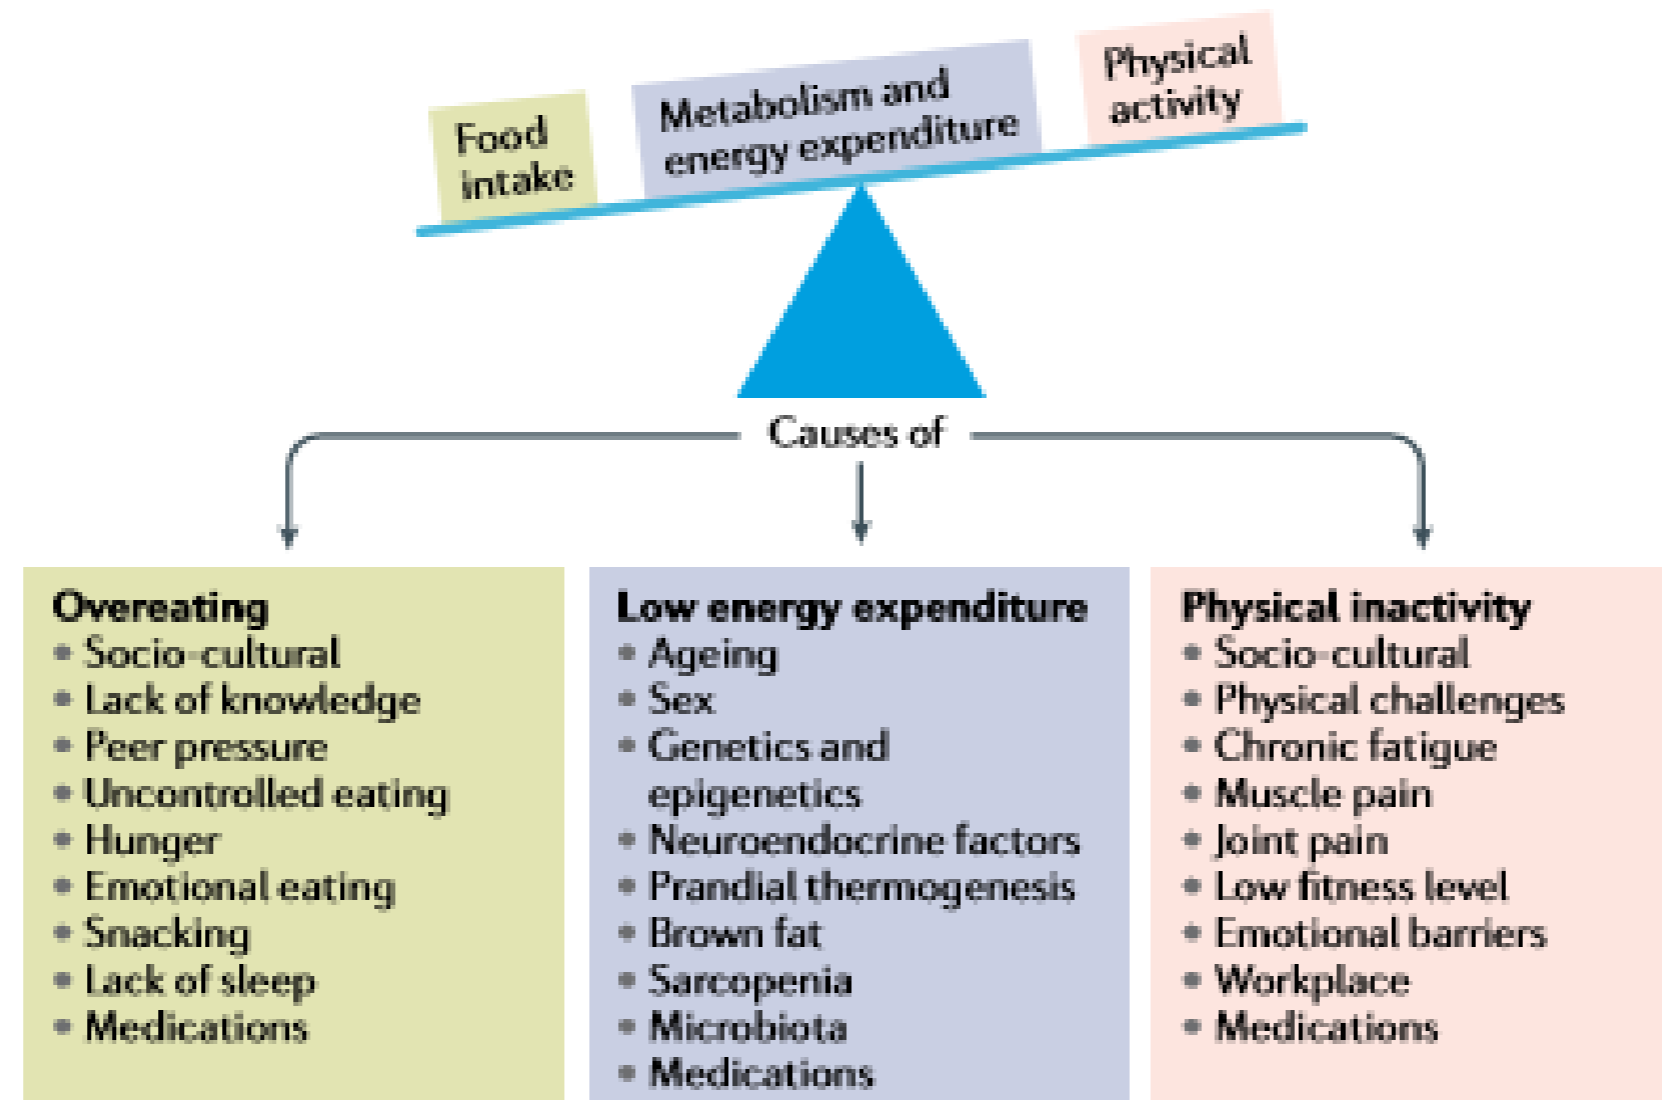 Food
intake
Metabolism and
energy expenditure
Physical
activity
Causes of
Overeating
• Socio-cultural
• Lack of knowledge
• Peer pressure
• Uncontrolled eating
• Hunger
• Emotional eating
• Snacking
• Lack of sleep
• Medications
Low energy expenditure
• Ageing
• Sex
• Genetics and
epigenetics
• Neuroendocrine factors
• Prandial thermogenesis
• Brown fat
• Sarcopenia
• Microbiota
• Medications
Physical inactivity
• Socio-cultural
• Physical challenges
• Chronic fatigue
• Muscle pain
• Joint pain
• Low fitness level
• Emotional barriers
• Workplace
• Medications